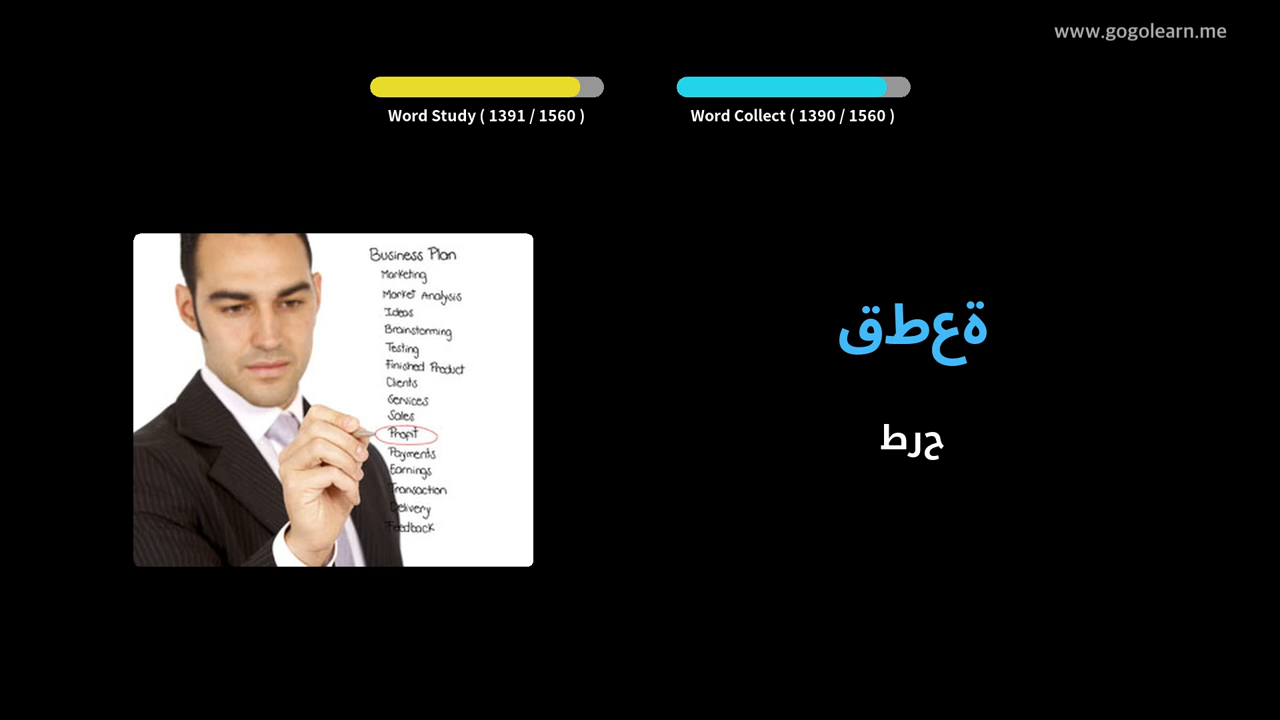 www.gogolearn.me
Word Study ( 1391 / 1560 )
Word Collect ( 1390 / 1560 )
Business Plan
Marketing
Market Analysis
Ideas
Brainstorming
Testing
Finished Product
Clients
Services
Sales
Profit
Payments
Earnings
Transaction
Delivery
Feedback
ةعطق
حرط